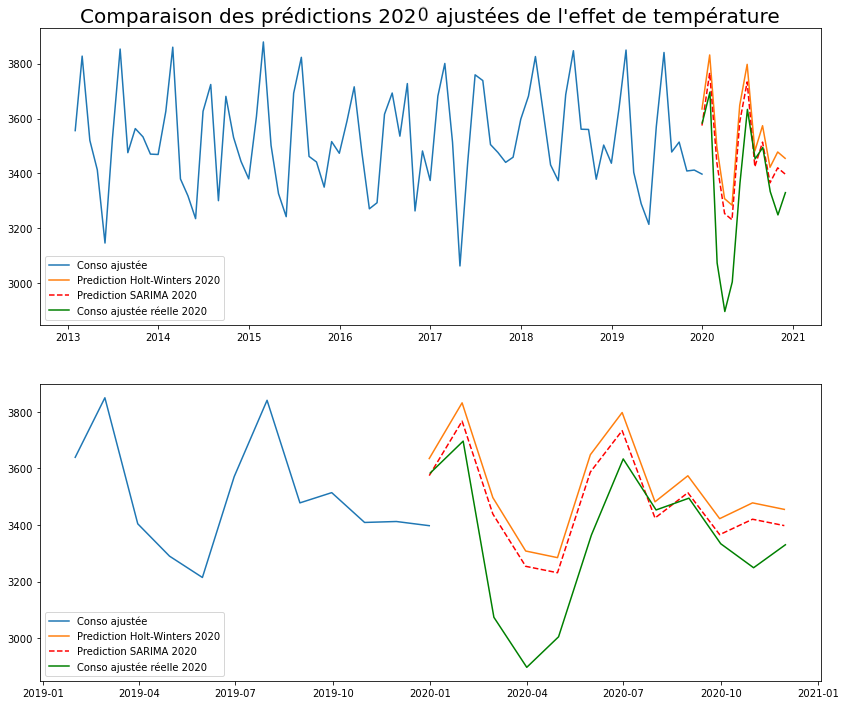 Comparaison des prédictions 2020 ajustées de l'effet de température
3800
3600
3400
3200
3000
Conso ajustée
Prediction Holt-Winters 2020
Prediction SARIMA 2020
Conso ajustée réelle 2020
2013 2014 2015 2016 2017 2018 2019 2020 2021
3800
3600
3400
3200
3000
Conso ajustée
Prediction Holt-Winters 2020
Prediction SARIMA 2020
Conso ajustée réelle 2020
2019-01 2019-04 2019-07 2019-10 2020-01 2020-04 2020-07 2020-10 2021-01